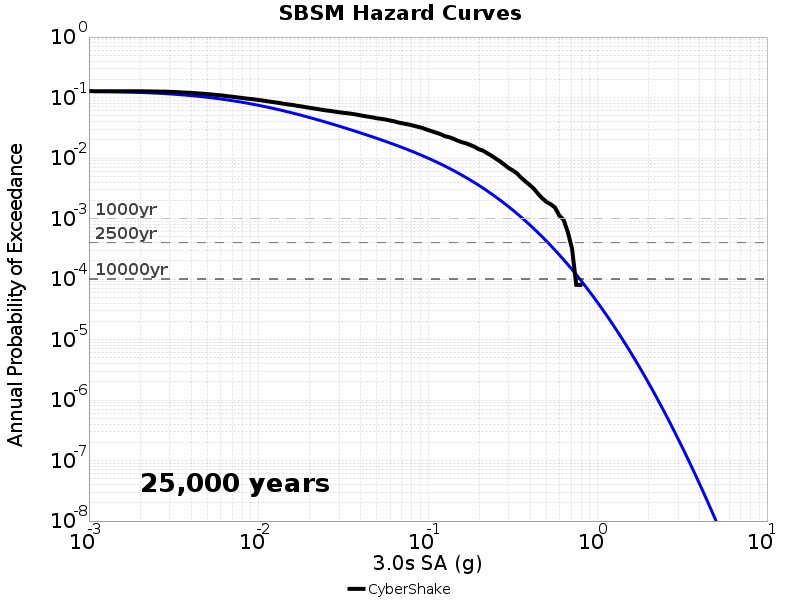 SBSM Hazard Curves
Annual Probability of Exceedance
10^0
10^-1
10^-2
10^-3
10^-4
10^-5
10^-6
10^-7
10^-8
1000yr
2500yr
10000yr
25,000 years
10^-3
10^-2
10^-1
10^0
10^1
3.0s SA (g)
CyberShake